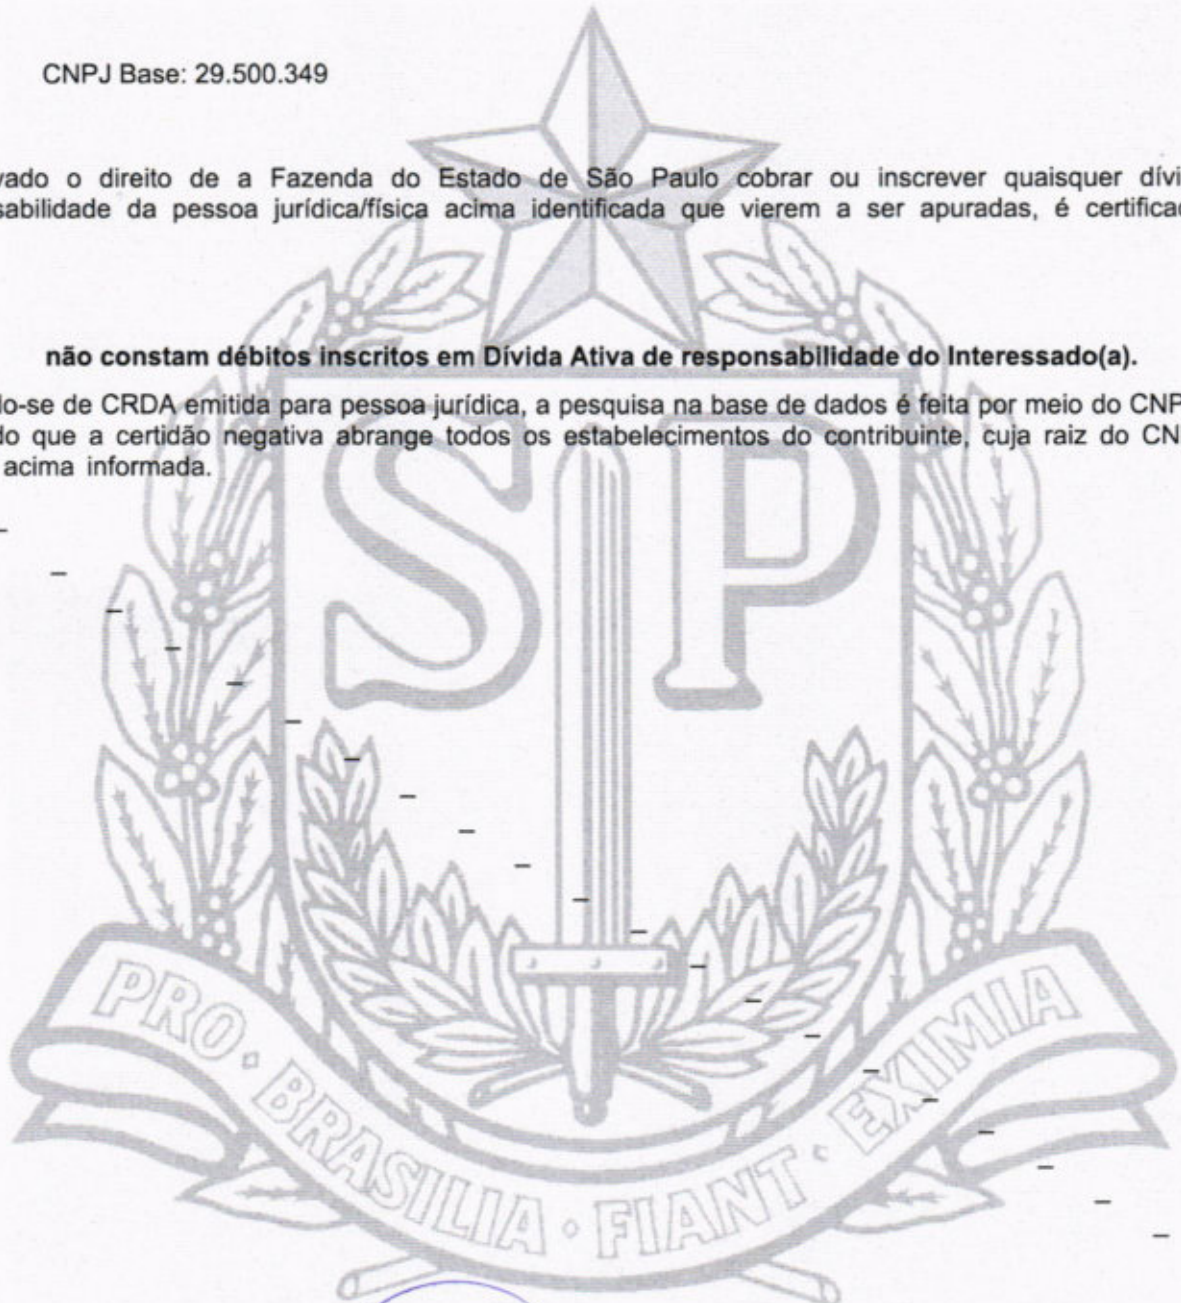 CNPJ Base: 29.500.349
vado o direito de a Fazenda do Estado de São Paulo cobrar ou inscrever quaisquer dívi
sabilidade da pessoa jurídica/física acima identificada que vierem a ser apuradas, é certifica
não constam débitos inscritos em Dívida Ativa de responsabilidade do Interessado(a).
do-se de CRDA emitida para pessoa jurídica, a pesquisa na base de dados é feita por meio do CNP
do que a certidão negativa abrange todos os estabelecimentos do contribuinte, cuja raiz do CN
acima informada.
SP
PRO · BRASILIA · FIANT · EXIMIA